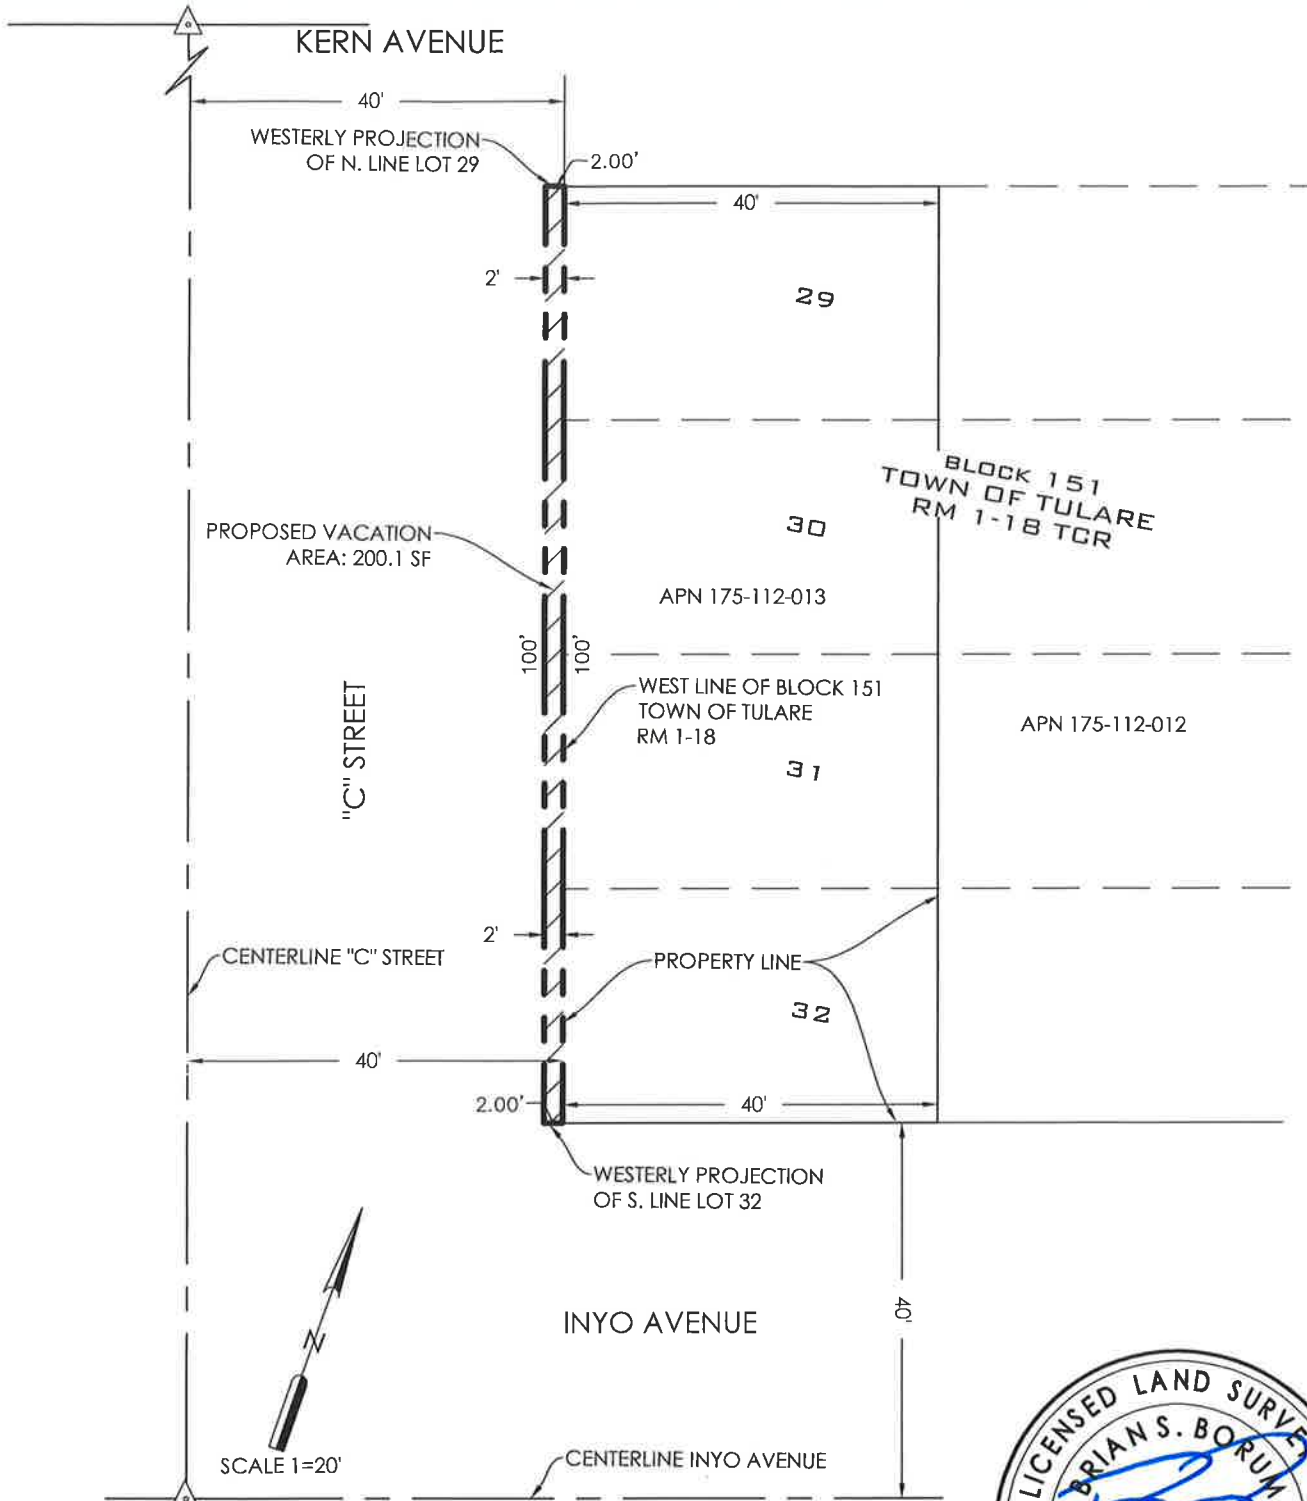 KERN AVENUE
40'
WESTERLY PROJECTION
OF N. LINE LOT 29
2.00'
40'
2'
29
BLOCK 151
TOWN OF TULARE
RM 1-18 TCR
30
PROPOSED VACATION
AREA: 200.1 SF
APN 175-112-013
100'
100'
WEST LINE OF BLOCK 151
TOWN OF TULARE
RM 1-18
APN 175-112-012
"C" STREET
31
2'
CENTERLINE "C" STREET
PROPERTY LINE
32
40'
2.00'
40'
WESTERLY PROJECTION
OF S. LINE LOT 32
40'
INYO AVENUE
N
SCALE 1=20'
CENTERLINE INYO AVENUE
LICENSED LAND SURVE
BRIAN S. BORUM